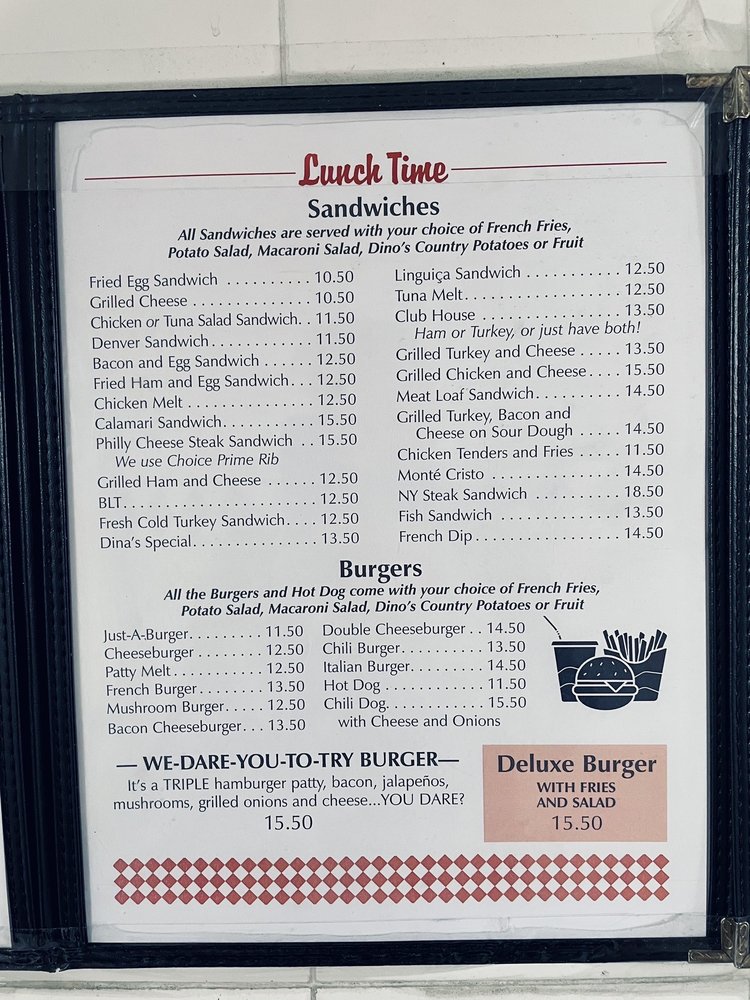 Lunch Time
Sandwiches
All Sandwiches are served with your choice of French Fries,
Potato Salad, Macaroni Salad, Dino's Country Potatoes or Fruit
Fried Egg Sandwich . . . . . . . . . . 10.50
Grilled Cheese . . . . . . . . . . . . . . 10.50
Chicken or Tuna Salad Sandwich. . 11.50
Denver Sandwich. . . . . . . . . . . . 11.50
Bacon and Egg Sandwich . . . . . . 12.50
Fried Ham and Egg Sandwich. . . 12.50
Chicken Melt . . . . . . . . . . . . . . . 12.50
Calamari Sandwich. . . . . . . . . . . 15.50
Philly Cheese Steak Sandwich . . 15.50
We use Choice Prime Rib
Grilled Ham and Cheese . . . . . . 12.50
BLT. . . . . . . . . . . . . . . . . . . . . . . 12.50
Fresh Cold Turkey Sandwich. . . . 12.50
Dina's Special. . . . . . . . . . . . . . . 13.50
Linguiça Sandwich . . . . . . . . . . . 12.50
Tuna Melt. . . . . . . . . . . . . . . . . . 12.50
Club House . . . . . . . . . . . . . . . . 13.50
Ham or Turkey, or just have both!
Grilled Turkey and Cheese . . . . . 13.50
Grilled Chicken and Cheese. . . . 15.50
Meat Loaf Sandwich. . . . . . . . . . 14.50
Grilled Turkey, Bacon and
Cheese on Sour Dough . . . . . 14.50
Chicken Tenders and Fries . . . . . 11.50
Monté Cristo . . . . . . . . . . . . . . . 14.50
NY Steak Sandwich . . . . . . . . . . 18.50
Fish Sandwich . . . . . . . . . . . . . . 13.50
French Dip. . . . . . . . . . . . . . . . . 14.50
Burgers
All the Burgers and Hot Dog come with your choice of French Fries,
Potato Salad, Macaroni Salad, Dino's Country Potatoes or Fruit
Just-A-Burger. . . . . . . . . 11.50
Cheeseburger . . . . . . . . 12.50
Patty Melt . . . . . . . . . . . 12.50
French Burger. . . . . . . . 13.50
Mushroom Burger. . . . . 12.50
Bacon Cheeseburger. . . 13.50
Double Cheeseburger . . 14.50
Chili Burger. . . . . . . . . . 13.50
Italian Burger. . . . . . . . . 14.50
Hot Dog . . . . . . . . . . . . 11.50
Chili Dog. . . . . . . . . . . . 15.50
with Cheese and Onions
— WE-DARE-YOU-TO-TRY BURGER—
It's a TRIPLE hamburger patty, bacon, jalapeños,
mushrooms, grilled onions and cheese...YOU DARE?
15.50
Deluxe Burger
WITH FRIES
AND SALAD
15.50